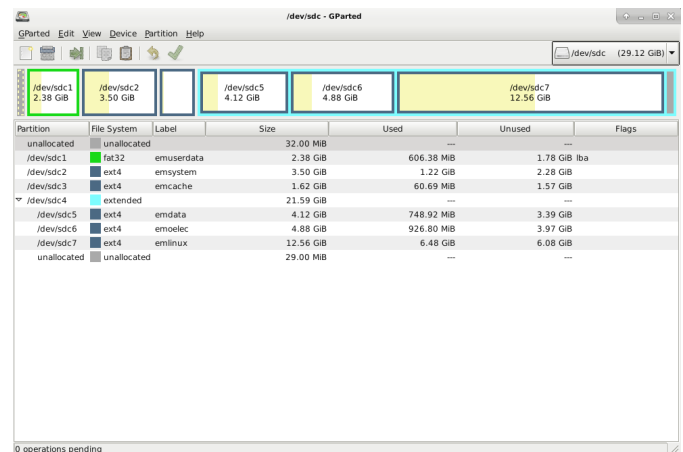 /dev/sdc - GParted
GParted Edit View Device Partition Help
/dev/sdc (29.12 GiB)
/dev/sdc1 /dev/sdc2 /dev/sdc5 /dev/sdc6 /dev/sdc7
2.38 GiB 3.50 GiB 4.12 GiB 4.88 GiB 12.56 GiB
Partition File System Label Size Used Unused Flags
unallocated unallocated 32.00 MiB --- ---
/dev/sdc1 fat32 emuserdata 2.38 GiB 606.38 MiB 1.78 GiB lba
/dev/sdc2 ext4 emsystem 3.50 GiB 1.22 GiB 2.28 GiB
/dev/sdc3 ext4 emcache 1.62 GiB 60.69 MiB 1.57 GiB
/dev/sdc4 extended 21.59 GiB --- ---
/dev/sdc5 ext4 emdata 4.12 GiB 748.92 MiB 3.39 GiB
/dev/sdc6 ext4 emoelec 4.88 GiB 926.80 MiB 3.97 GiB
/dev/sdc7 ext4 emlinux 12.56 GiB 6.48 GiB 6.08 GiB
unallocated unallocated 29.00 MiB --- ---
0 operations pending